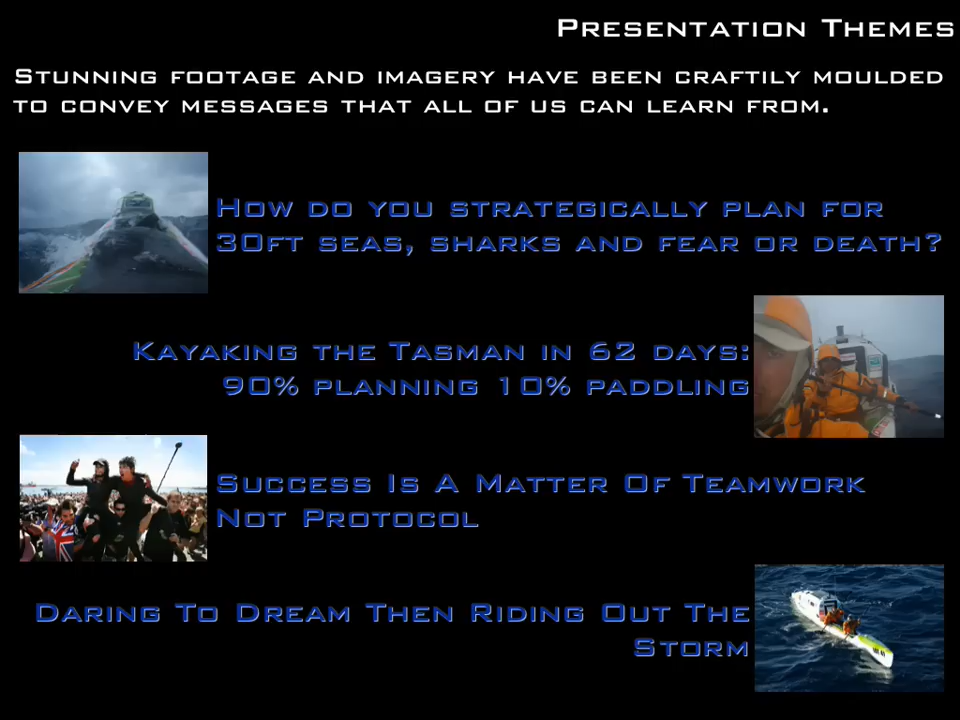 Presentation Themes
Stunning footage and imagery have been craftily moulded
to convey messages that all of us can learn from.
How do you strategically plan for
30ft seas, sharks and fear or death?
Kayaking the Tasman in 62 days:
90% planning 10% paddling
Success Is A Matter Of Teamwork
Not Protocol
Daring To Dream Then Riding Out The
Storm